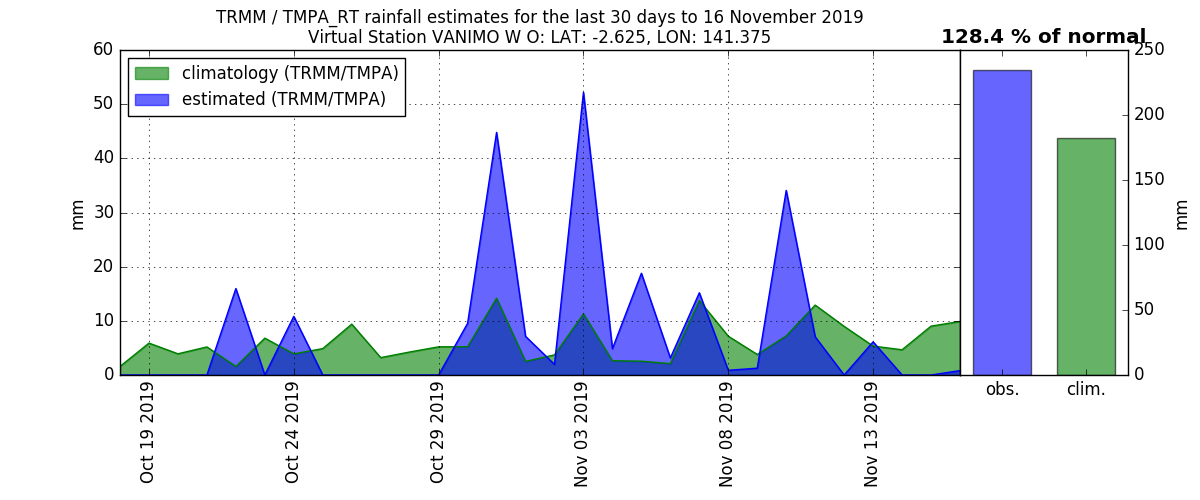 TRMM / TMPA_RT rainfall estimates for the last 30 days to 16 November 2019
Virtual Station VANIMO W O: LAT: -2.625, LON: 141.375
128.4 % of normal
climatology (TRMM/TMPA)
estimated (TRMM/TMPA)
60
50
40
30
20
10
0
mm
Oct 19 2019
Oct 24 2019
Oct 29 2019
Nov 03 2019
Nov 08 2019
Nov 13 2019
250
200
150
100
50
0
mm
obs.
clim.